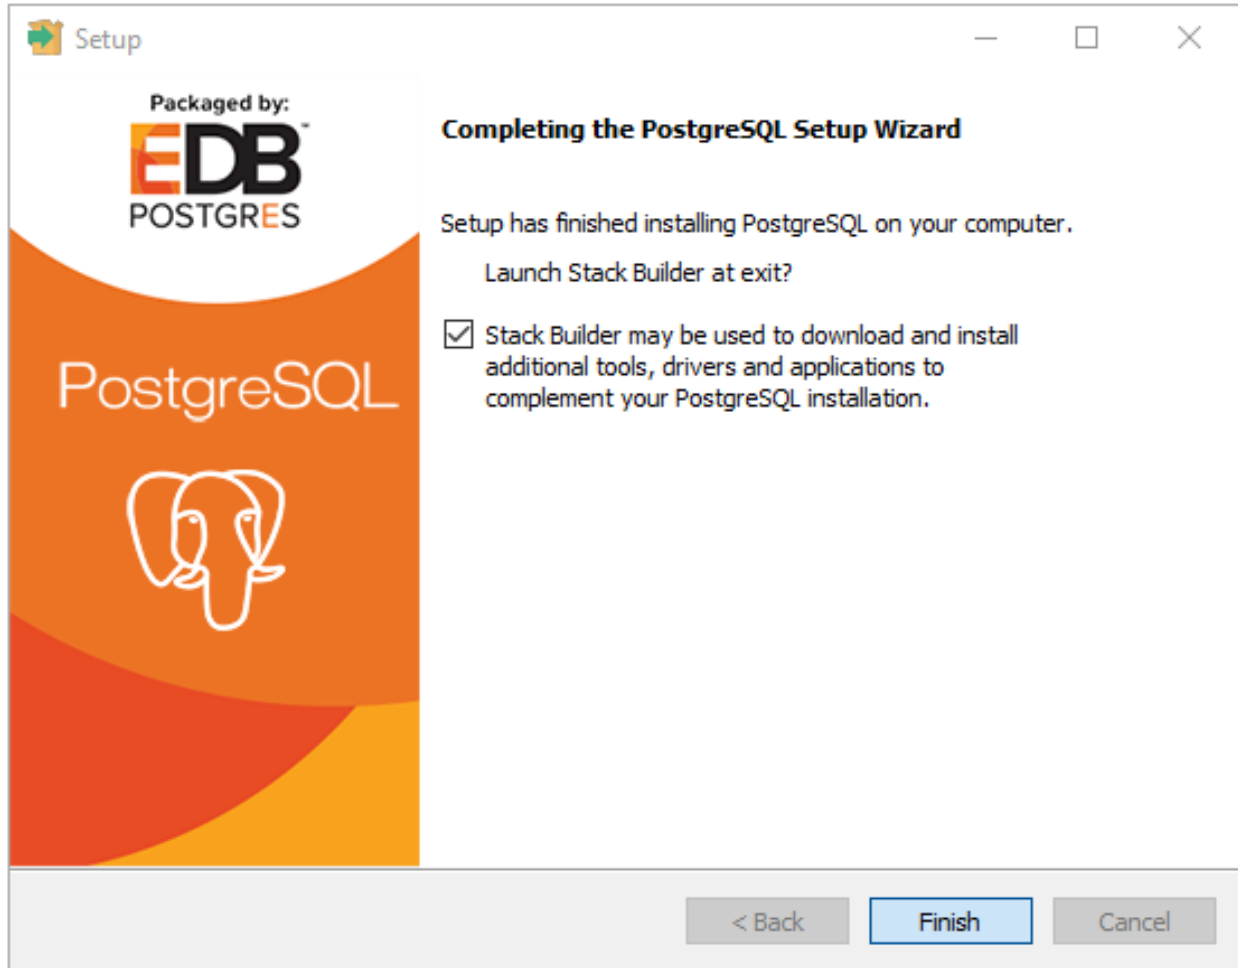 Setup
Packaged by:
EDB™
POSTGRES
PostgreSQL
Completing the PostgreSQL Setup Wizard
Setup has finished installing PostgreSQL on your computer.
Launch Stack Builder at exit?
Stack Builder may be used to download and install
additional tools, drivers and applications to
complement your PostgreSQL installation.
< Back
Finish
Cancel